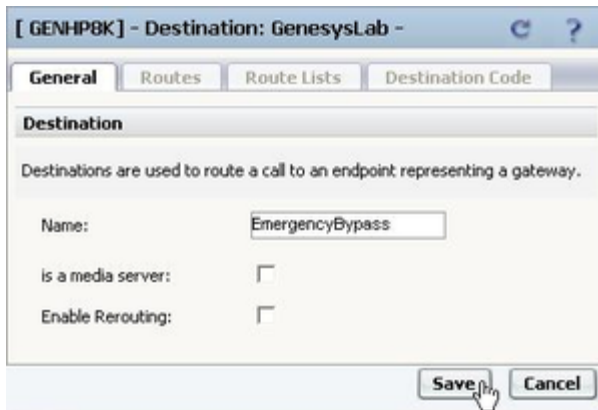 [ GENHP8K ] - Destination: GenesysLab -
General Routes Route Lists Destination Code
Destination
Destinations are used to route a call to an endpoint representing a gateway.
Name: EmergencyBypass
is a media server:
Enable Rerouting:
Save Cancel